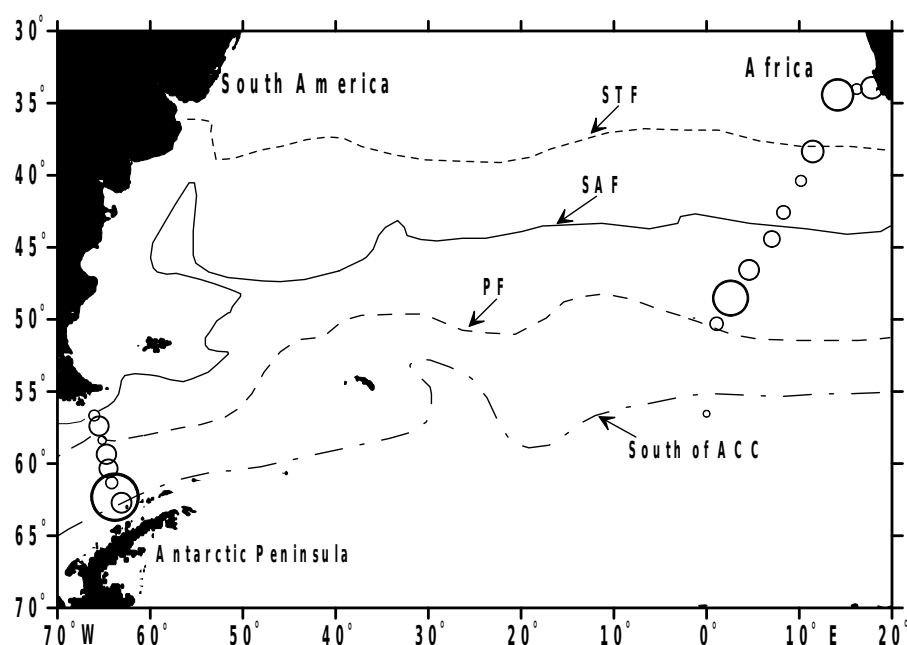 30°
South America
Africa
35°
STF
40°
SAF
45°
PF
50°
55°
South of ACC
60°
65°
Antarctic Peninsula
70°
70° W 60° 50° 40° 30° 20° 10° 0° 10° E 20°